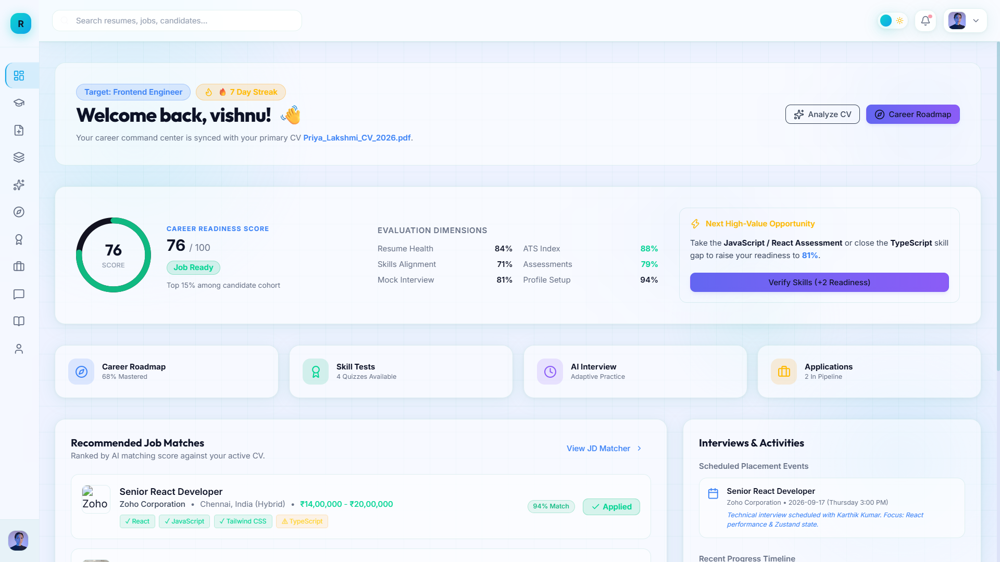 R
Search resumes, jobs, candidates...
Target: Frontend Engineer
🔥 7 Day Streak
Welcome back, vishnu! 👋
Your career command center is synced with your primary CV Priya_Lakshmi_CV_2026.pdf.
Analyze CV
Career Roadmap
76
SCORE
CAREER READINESS SCORE
76 / 100
Job Ready
Top 15% among candidate cohort
EVALUATION DIMENSIONS
Resume Health 84% ATS Index 88%
Skills Alignment 71% Assessments 79%
Mock Interview 81% Profile Setup 94%
Next High-Value Opportunity
Take the JavaScript / React Assessment or close the TypeScript skill
gap to raise your readiness to 81%.
Verify Skills (+2 Readiness)
Career Roadmap
68% Mastered
Skill Tests
4 Quizzes Available
AI Interview
Adaptive Practice
Applications
2 In Pipeline
Recommended Job Matches
Ranked by AI matching score against your active CV.
View JD Matcher
Zoho
Senior React Developer
Zoho Corporation • Chennai, India (Hybrid) • ₹14,00,000 - ₹20,00,000
✓ React ✓ JavaScript ✓ Tailwind CSS ⚠ TypeScript
94% Match
✓ Applied
Interviews & Activities
Scheduled Placement Events
Senior React Developer
Zoho Corporation • 2026-09-17 (Thursday 3:00 PM)
Technical interview scheduled with Karthik Kumar. Focus: React
performance & Zustand state.
Recent Progress Timeline